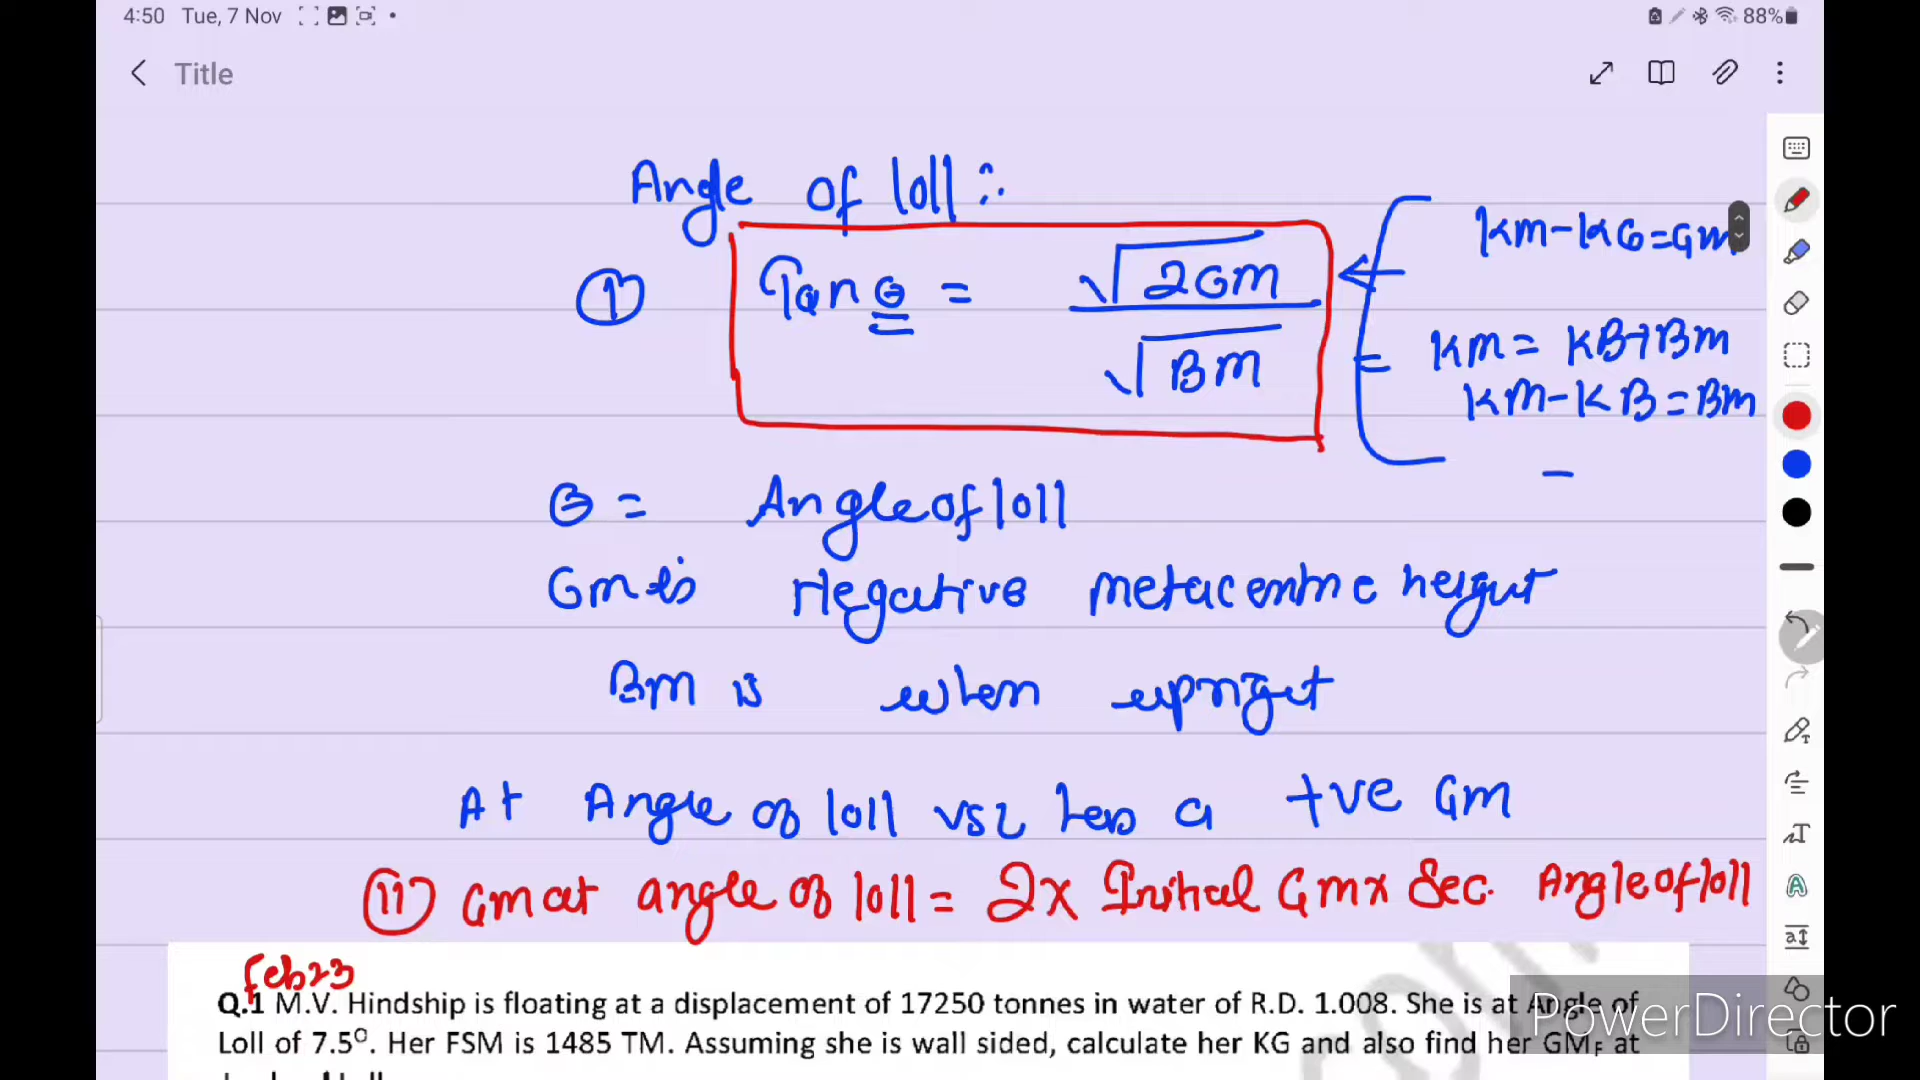 4:50 Tue, 7 Nov 88%
Title
Angle of loll :
KM-KG=GM
① Tan θ = √2GM / √BM
KM = KB+BM
KM-KB=BM
θ = Angle of loll
GM is Negative metacentric height
BM is when upright
At Angle of loll vsl has a +ve GM
(ii) GM at angle of loll = 2x Initial GM x Sec. Angle of loll
Feb23
Q.1 M.V. Hindship is floating at a displacement of 17250 tonnes in water of R.D. 1.008. She is at Angle of
Loll of 7.5⁰. Her FSM is 1485 TM. Assuming she is wall sided, calculate her KG and also find her GMF at
PowerDirector